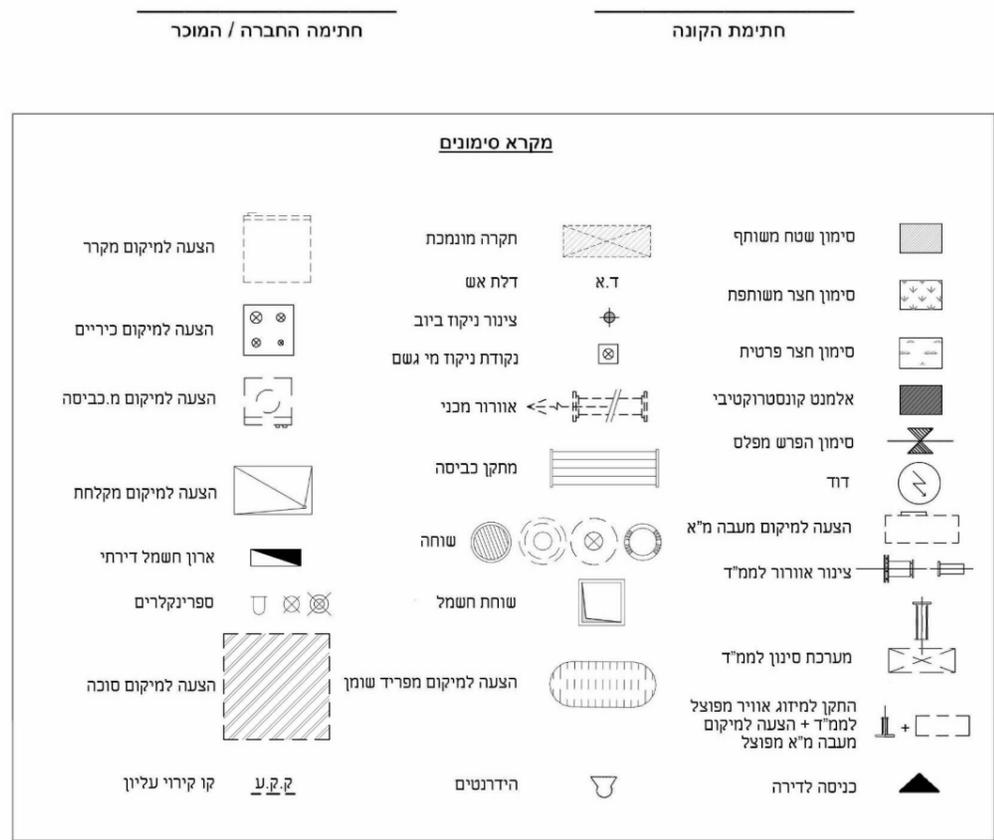 חתימת הקונה
חתימה החברה / המוכר
מקרא סימונים
סימון שטח משותף
סימון חצר משותפת
סימון חצר פרטית
אלמנט קונסטרוקטיבי
סימון הפרש מפלס
דוד
הצעה למיקום מעבה מ"א
צינור אוורור לממ"ד
מערכת סינון לממ"ד
התקן למיזוג אוויר מפוצל
לממ"ד + הצעה למיקום
מעבה מ"א מפוצל
+
כניסה לדירה
תקרה מונמכת
ד.א
דלת אש
צינור ניקוז ביוב
נקודת ניקוז מי גשם
אוורור מכני
מתקן כביסה
שוחה
שוחת חשמל
הצעה למיקום מפריד שומן
הידרנטים
הצעה למיקום מקרר
הצעה למיקום כיריים
הצעה למיקום מ.כביסה
הצעה למיקום מקלחת
ארון חשמל דירתי
ספרינקלרים
הצעה למיקום סוכה
ק.ק.ע
קו קירוי עליון